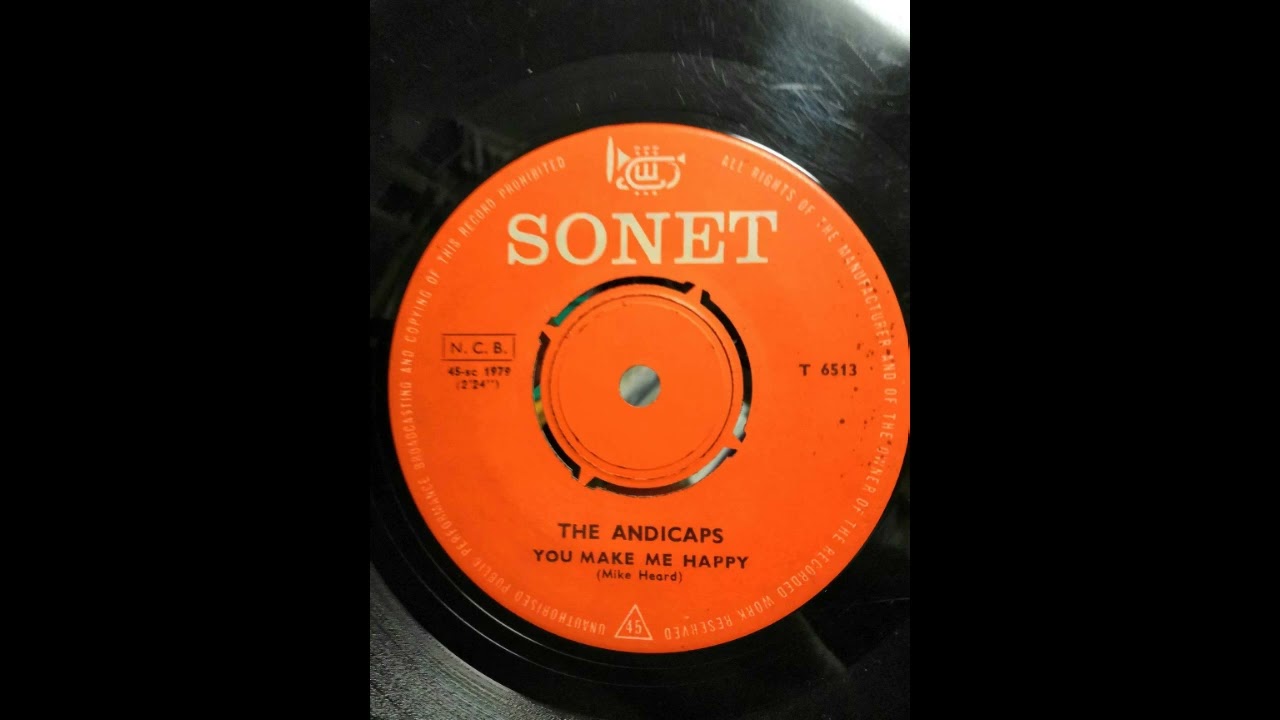 SONET
N. C. B.
45-sc 1979
(2'24'')
T 6513
THE ANDICAPS
YOU MAKE ME HAPPY
(Mike Heard)
45
ALL RIGHTS OF THE MANUFACTURER AND OF THE OWNER OF THE RECORDED WORK RESERVED
UNAUTHORISED PUBLIC PERFORMANCE BROADCASTING AND COPYING OF THIS RECORD PROHIBITED